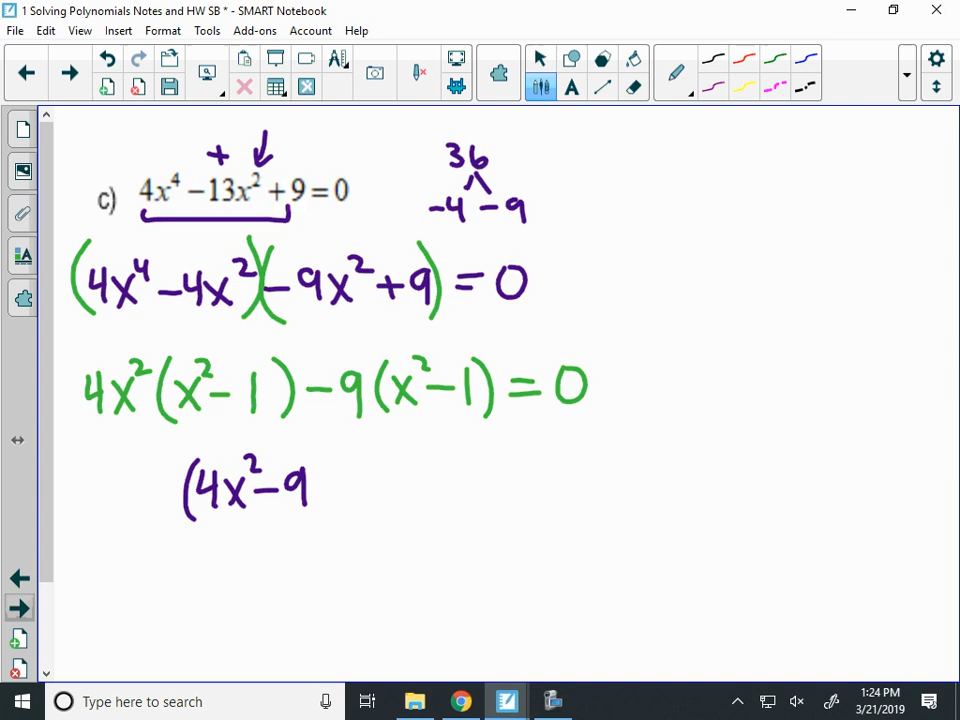 1 Solving Polynomials Notes and HW SB * - SMART Notebook
File Edit View Insert Format Tools Add-ons Account Help
+ ↓
36
c) 4x⁴ −13x² +9 = 0
-4 -9
(4x⁴ -4x²)(-9x² +9) = 0
4x²(x² - 1) -9(x² -1) = 0
(4x² -9
Type here to search
1:24 PM
3/21/2019